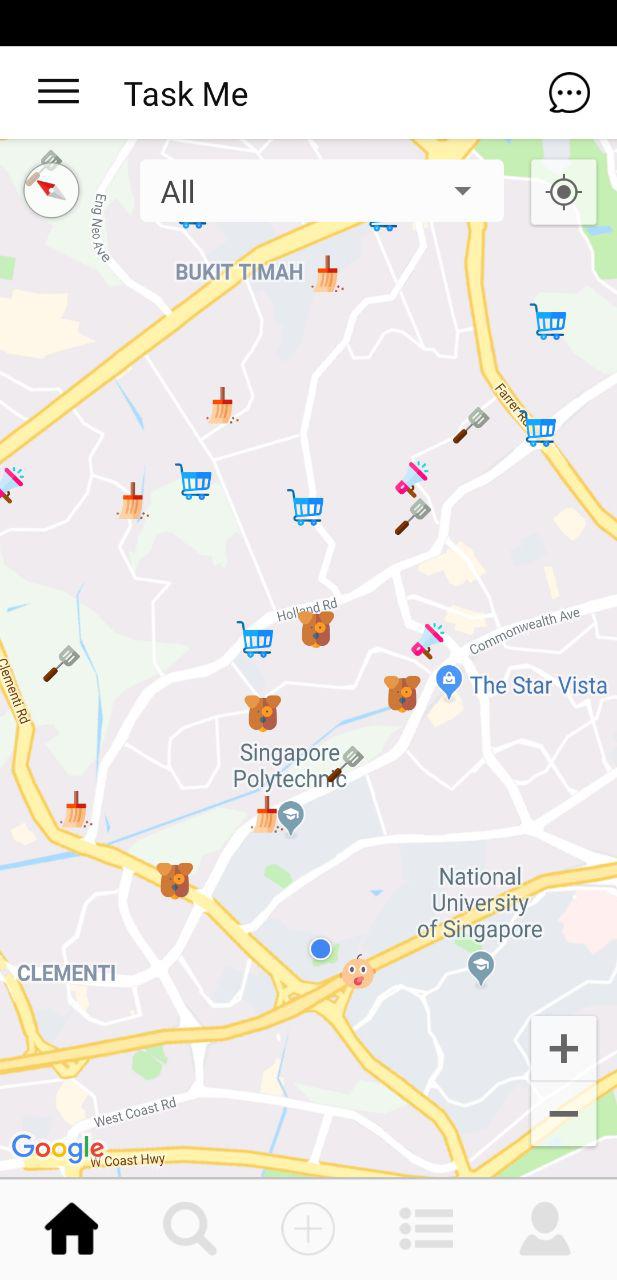 Task Me
All
Eng Neo Ave
BUKIT TIMAH
Farrer Rd
Holland Rd
Commonwealth Ave
The Star Vista
Clementi Rd
Singapore
Polytechnic
National
University
of Singapore
CLEMENTI
West Coast Rd
Google
W Coast Hwy